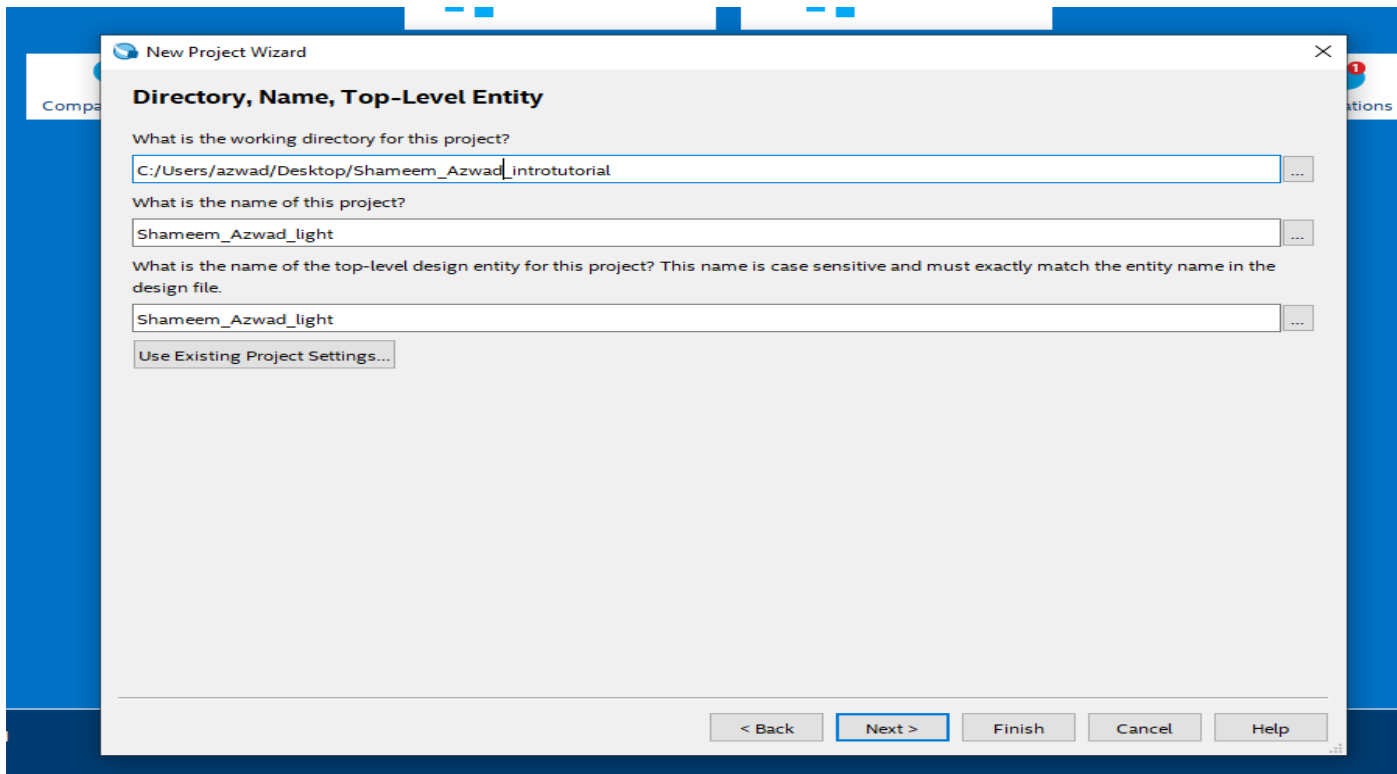 New Project Wizard
Compa
1
ations
Directory, Name, Top-Level Entity
What is the working directory for this project?
C:/Users/azwad/Desktop/Shameem_Azwad_introtutorial
...
What is the name of this project?
Shameem_Azwad_light
...
What is the name of the top-level design entity for this project? This name is case sensitive and must exactly match the entity name in the
design file.
Shameem_Azwad_light
...
Use Existing Project Settings...
< Back Next > Finish Cancel Help